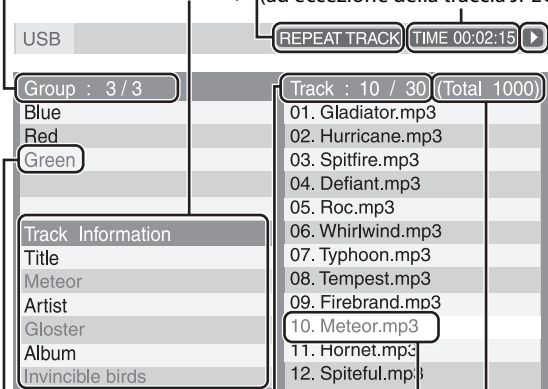 (ad eccezione della traccia JPEG
USB
REPEAT TRACK TIME 00:02:15
Group : 3 / 3
Blue
Red
Green
Track Information
Title
Meteor
Artist
Gloster
Album
Invincible birds
Track : 10 / 30 (Total 1000)
01. Gladiator.mp3
02. Hurricane.mp3
03. Spitfire.mp3
04. Defiant.mp3
05. Roc.mp3
06. Whirlwind.mp3
07. Typhoon.mp3
08. Tempest.mp3
09. Firebrand.mp3
10. Meteor.mp3
11. Hornet.mp3
12. Spiteful.mp3